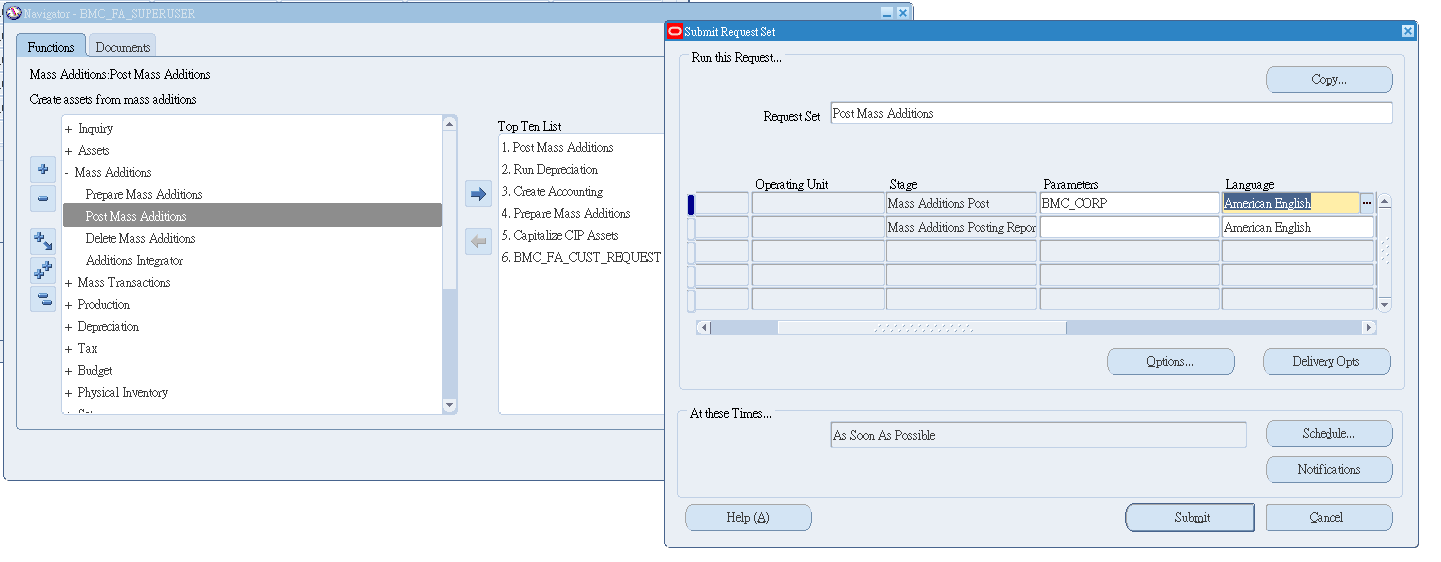 Navigator - BMC_FA_SUPERUSER
Functions
Documents
Mass Additions:Post Mass Additions
Create assets from mass additions
+ Inquiry
+ Assets
- Mass Additions
Prepare Mass Additions
Post Mass Additions
Delete Mass Additions
Additions Integrator
+ Mass Transactions
+ Production
+ Depreciation
+ Tax
+ Budget
+ Physical Inventory
Top Ten List
1. Post Mass Additions
2. Run Depreciation
3. Create Accounting
4. Prepare Mass Additions
5. Capitalize CIP Assets
6. BMC_FA_CUST_REQUEST
Submit Request Set
Run this Request...
Copy...
Request Set
Post Mass Additions
Operating Unit
Stage
Parameters
Language
Mass Additions Post
BMC_CORP
American English
...
Mass Additions Posting Repor
American English
Options...
Delivery Opts
At these Times...
As Soon As Possible
Schedule...
Notifications
Help (A)
Submit
Cancel